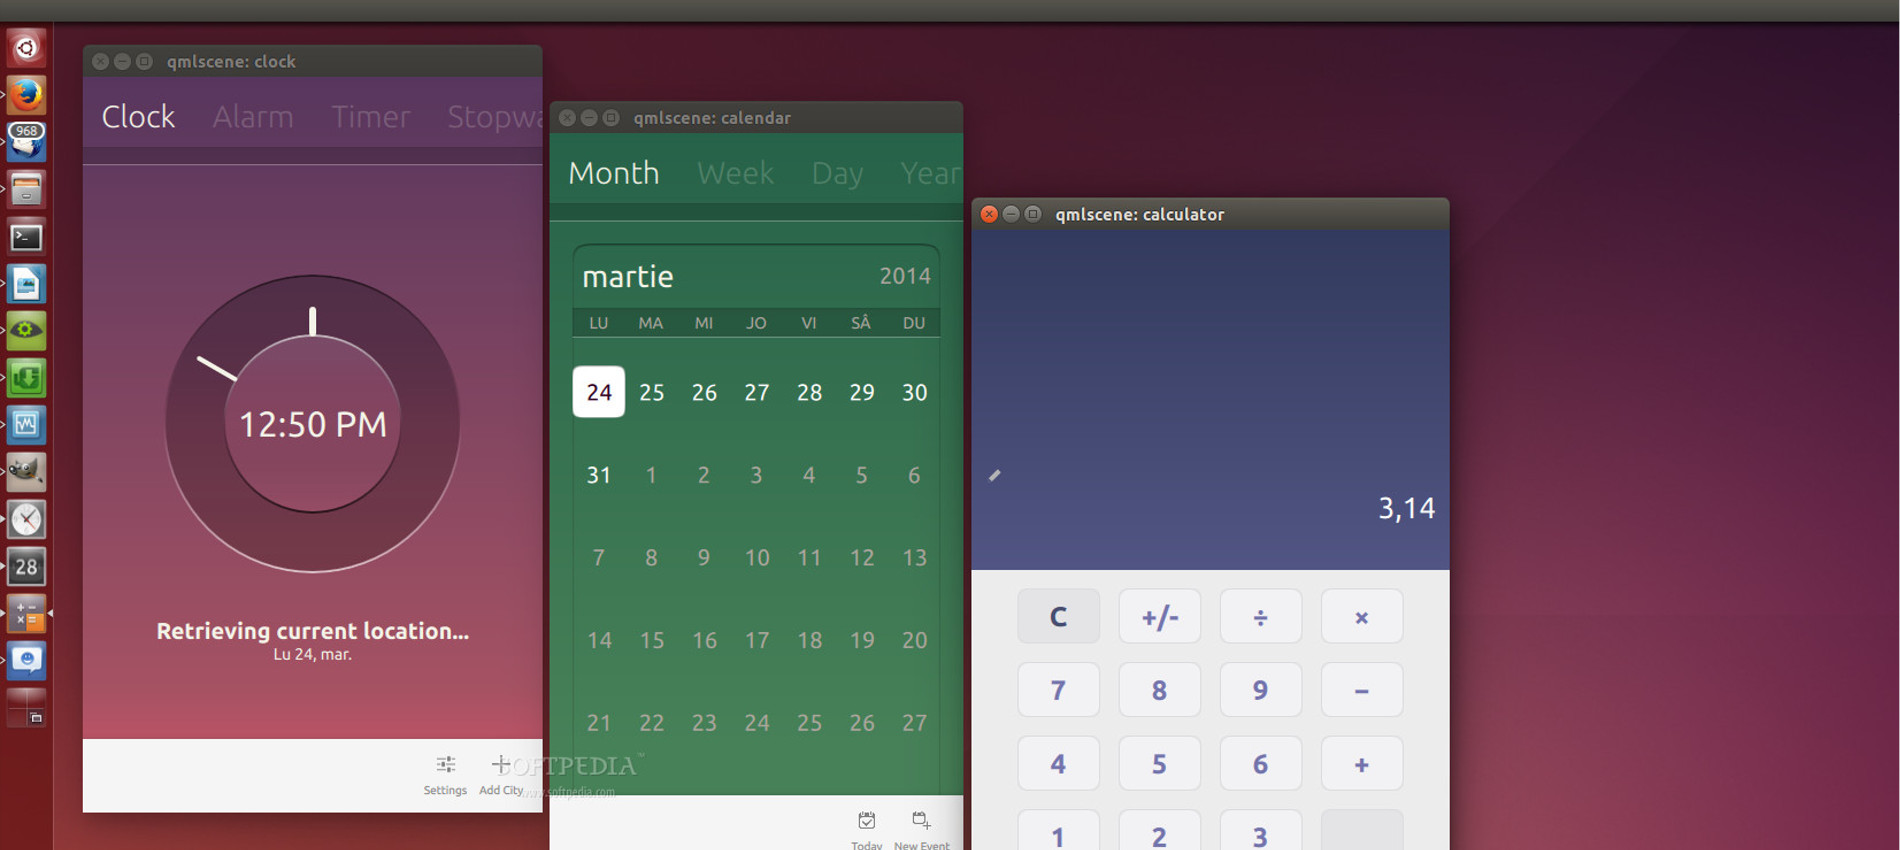 968
28
qmlscene: clock
Clock Alarm Timer Stopwa
12:50 PM
Retrieving current location...
Lu 24, mar.
Settings Add City
qmlscene: calendar
Month Week Day Year
martie 2014
LU MA MI JO VI SÂ DU
24 25 26 27 28 29 30
31 1 2 3 4 5 6
7 8 9 10 11 12 13
14 15 16 17 18 19 20
21 22 23 24 25 26 27
SOFTPEDIA™
www.softpedia.com
Today New Event
qmlscene: calculator
3,14
C +/- ÷ ×
7 8 9 −
4 5 6 +
1 2 3